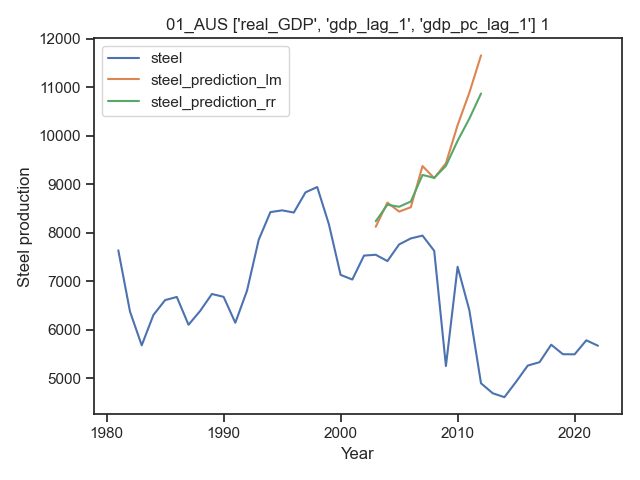 01_AUS ['real_GDP', 'gdp_lag_1', 'gdp_pc_lag_1'] 1
steel
steel_prediction_lm
steel_prediction_rr
Steel production
12000
11000
10000
9000
8000
7000
6000
5000
1980
1990
2000
2010
2020
Year